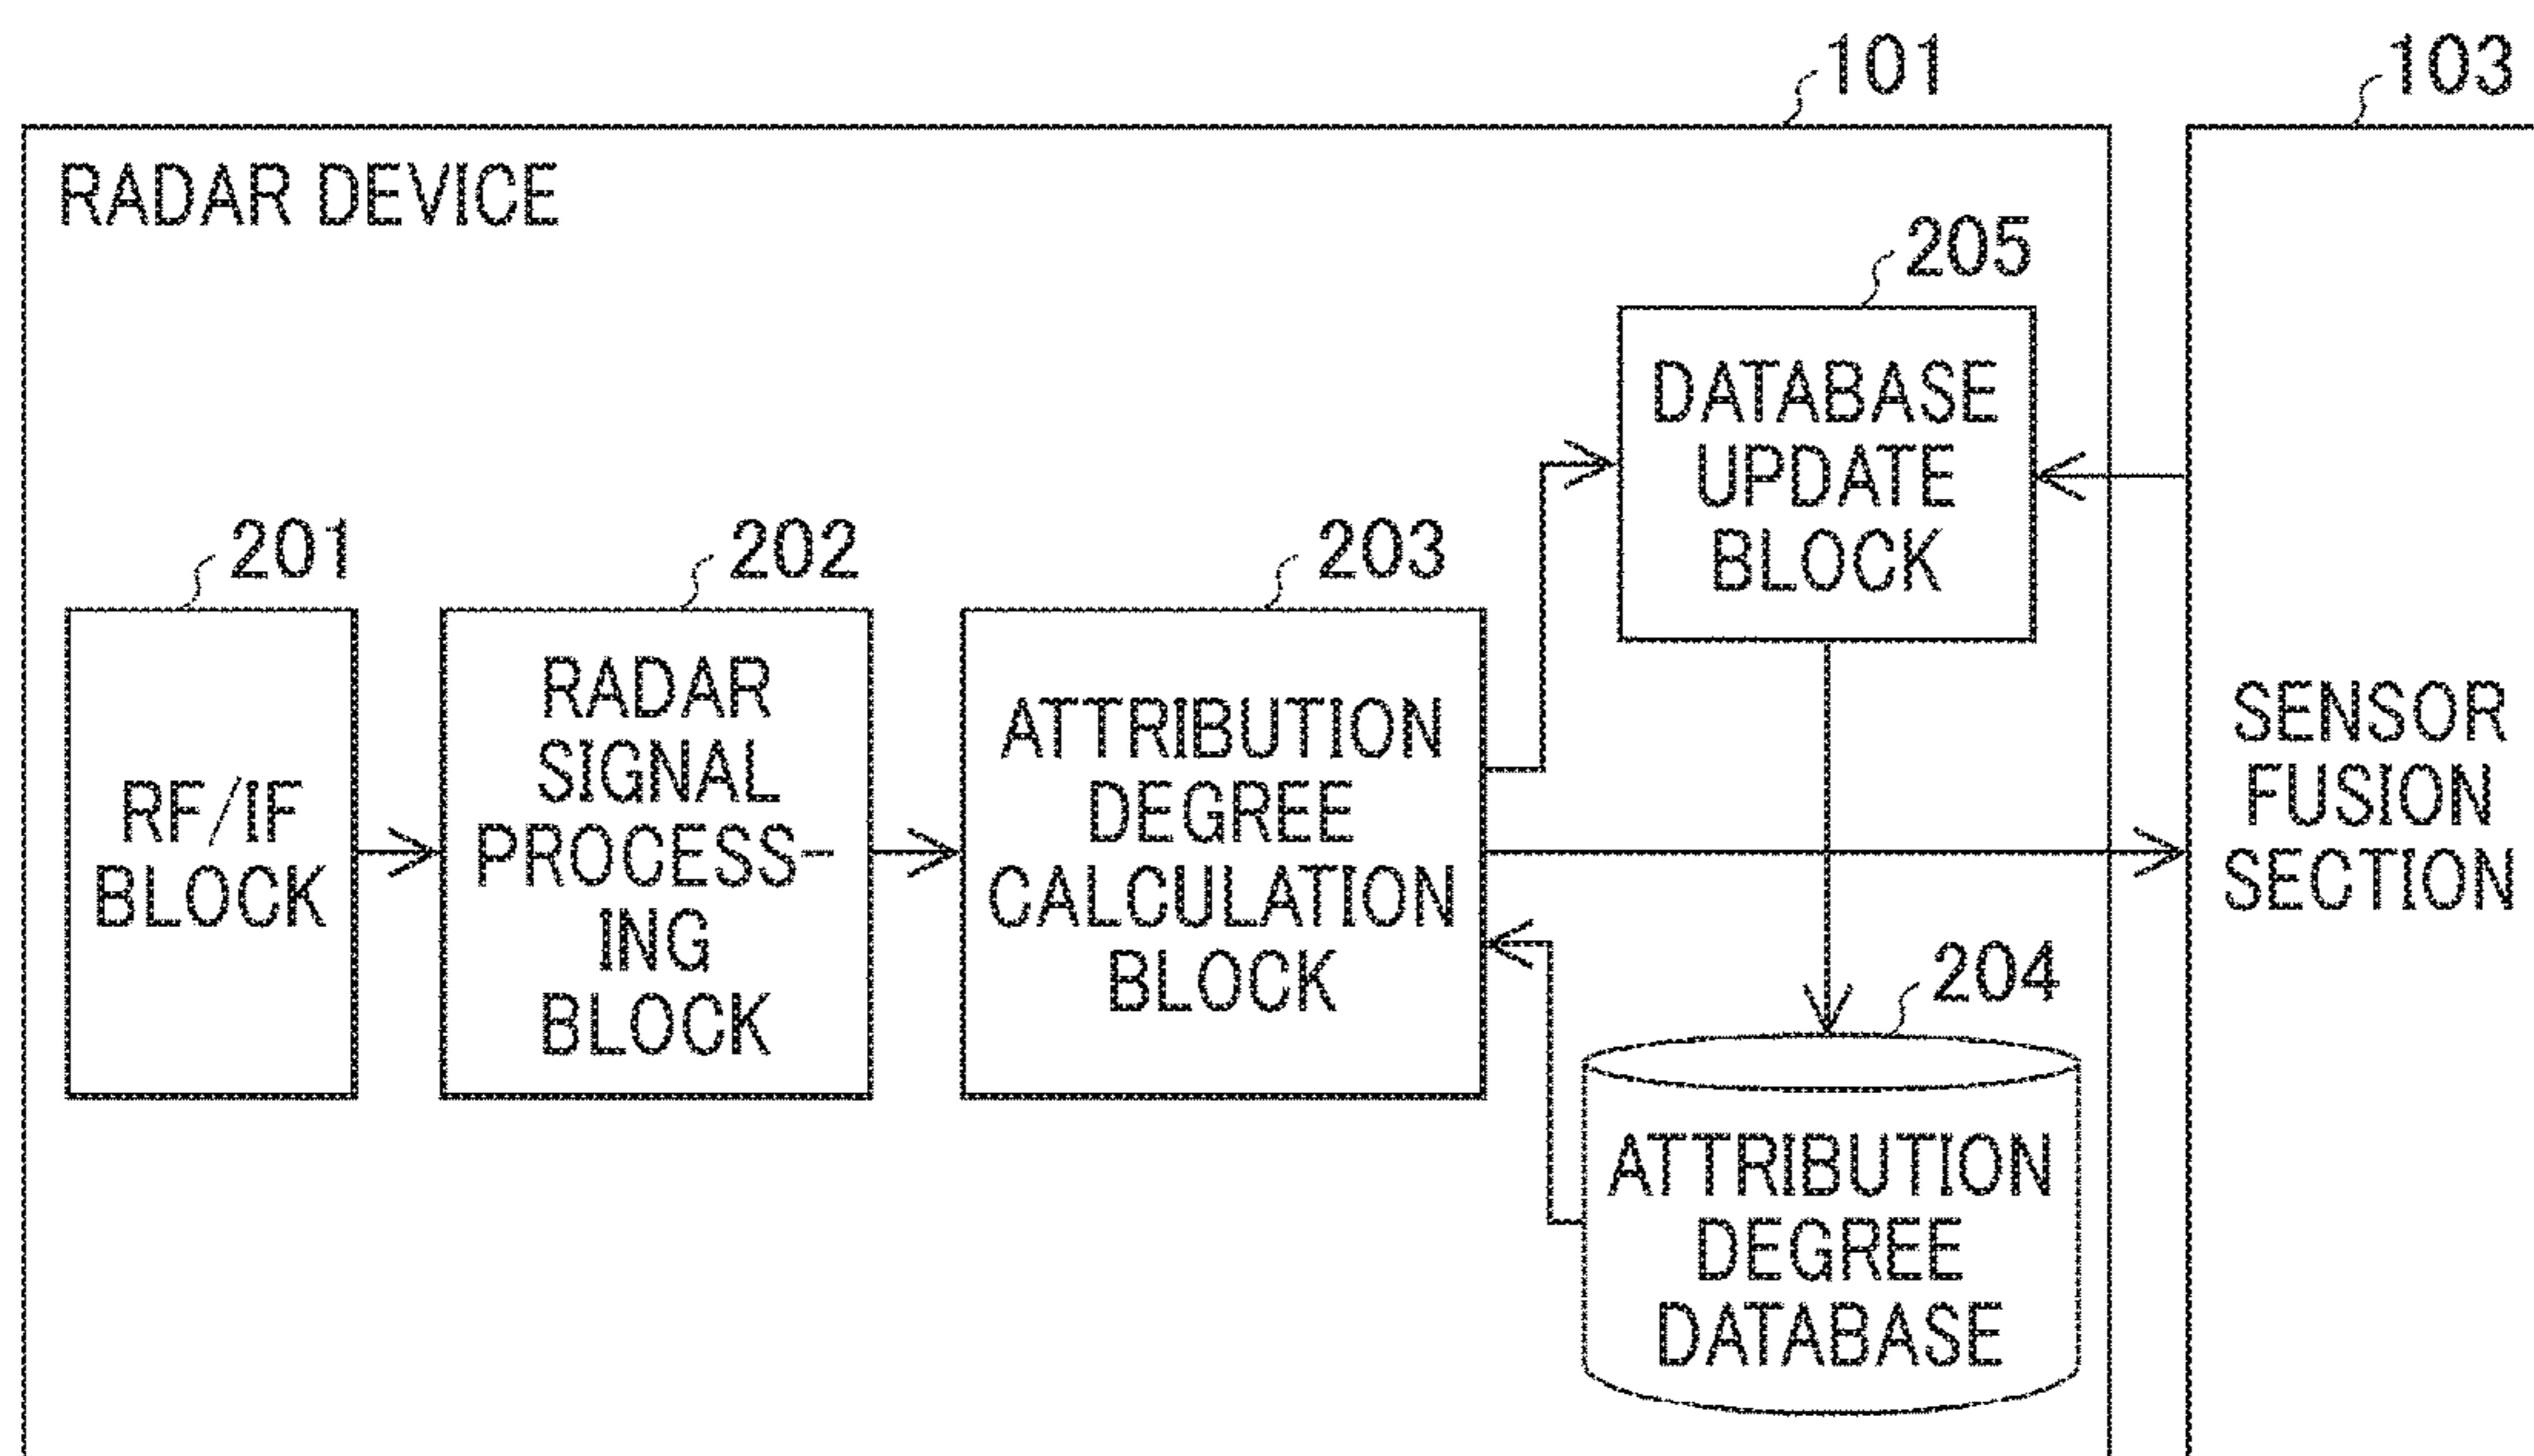 101
103
RADAR DEVICE
205
DATABASE
UPDATE
BLOCK
201
202
203
RF/IF
BLOCK
RADAR
SIGNAL
PROCESS-
ING
BLOCK
ATTRIBUTION
DEGREE
CALCULATION
BLOCK
SENSOR
FUSION
SECTION
204
ATTRIBUTION
DEGREE
DATABASE